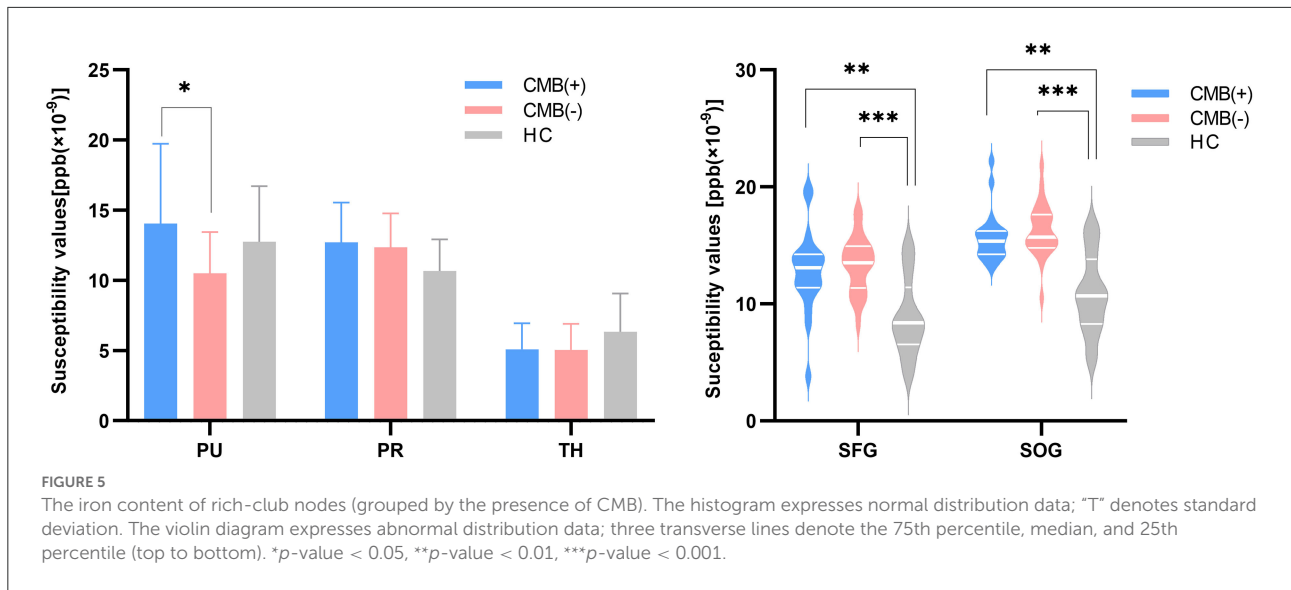 25
20
15
10
5
0
Susceptibility values[ppb(×10-9)]
*
CMB(+)
CMB(-)
HC
PU
PR
TH
30
20
10
0
Suceptibility values [ppb(×10-9)]
**
***
**
***
CMB(+)
CMB(-)
HC
SFG
SOG
FIGURE 5
The iron content of rich-club nodes (grouped by the presence of CMB). The histogram expresses normal distribution data; “T” denotes standard
deviation. The violin diagram expresses abnormal distribution data; three transverse lines denote the 75th percentile, median, and 25th
percentile (top to bottom). *p-value < 0.05, **p-value < 0.01, ***p-value < 0.001.